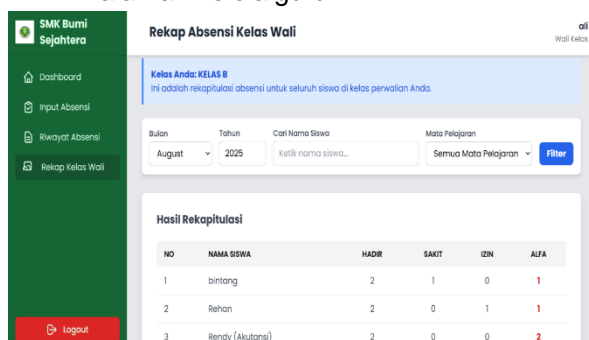 SMK Bumi
Sejahtera
Dashboard
Input Absensi
Riwayat Absensi
Rekap Kelas Wali
Logout
Rekap Absensi Kelas Wali
ali
Wali Kelas
Kelas Anda: KELAS B
Ini adalah rekapitulasi absensi untuk seluruh siswa di kelas perwalian Anda.
Bulan Tahun Cari Nama Siswa Mata Pelajaran
August 2025 Ketik nama siswa... Semua Mata Pelajaran Filter
Hasil Rekapitulasi
NO NAMA SISWA HADIR SAKIT IZIN ALFA
1 bintang 2 1 0 1
2 Rehan 2 0 1 1
3 Rendy (Akutansi) 2 0 0 2